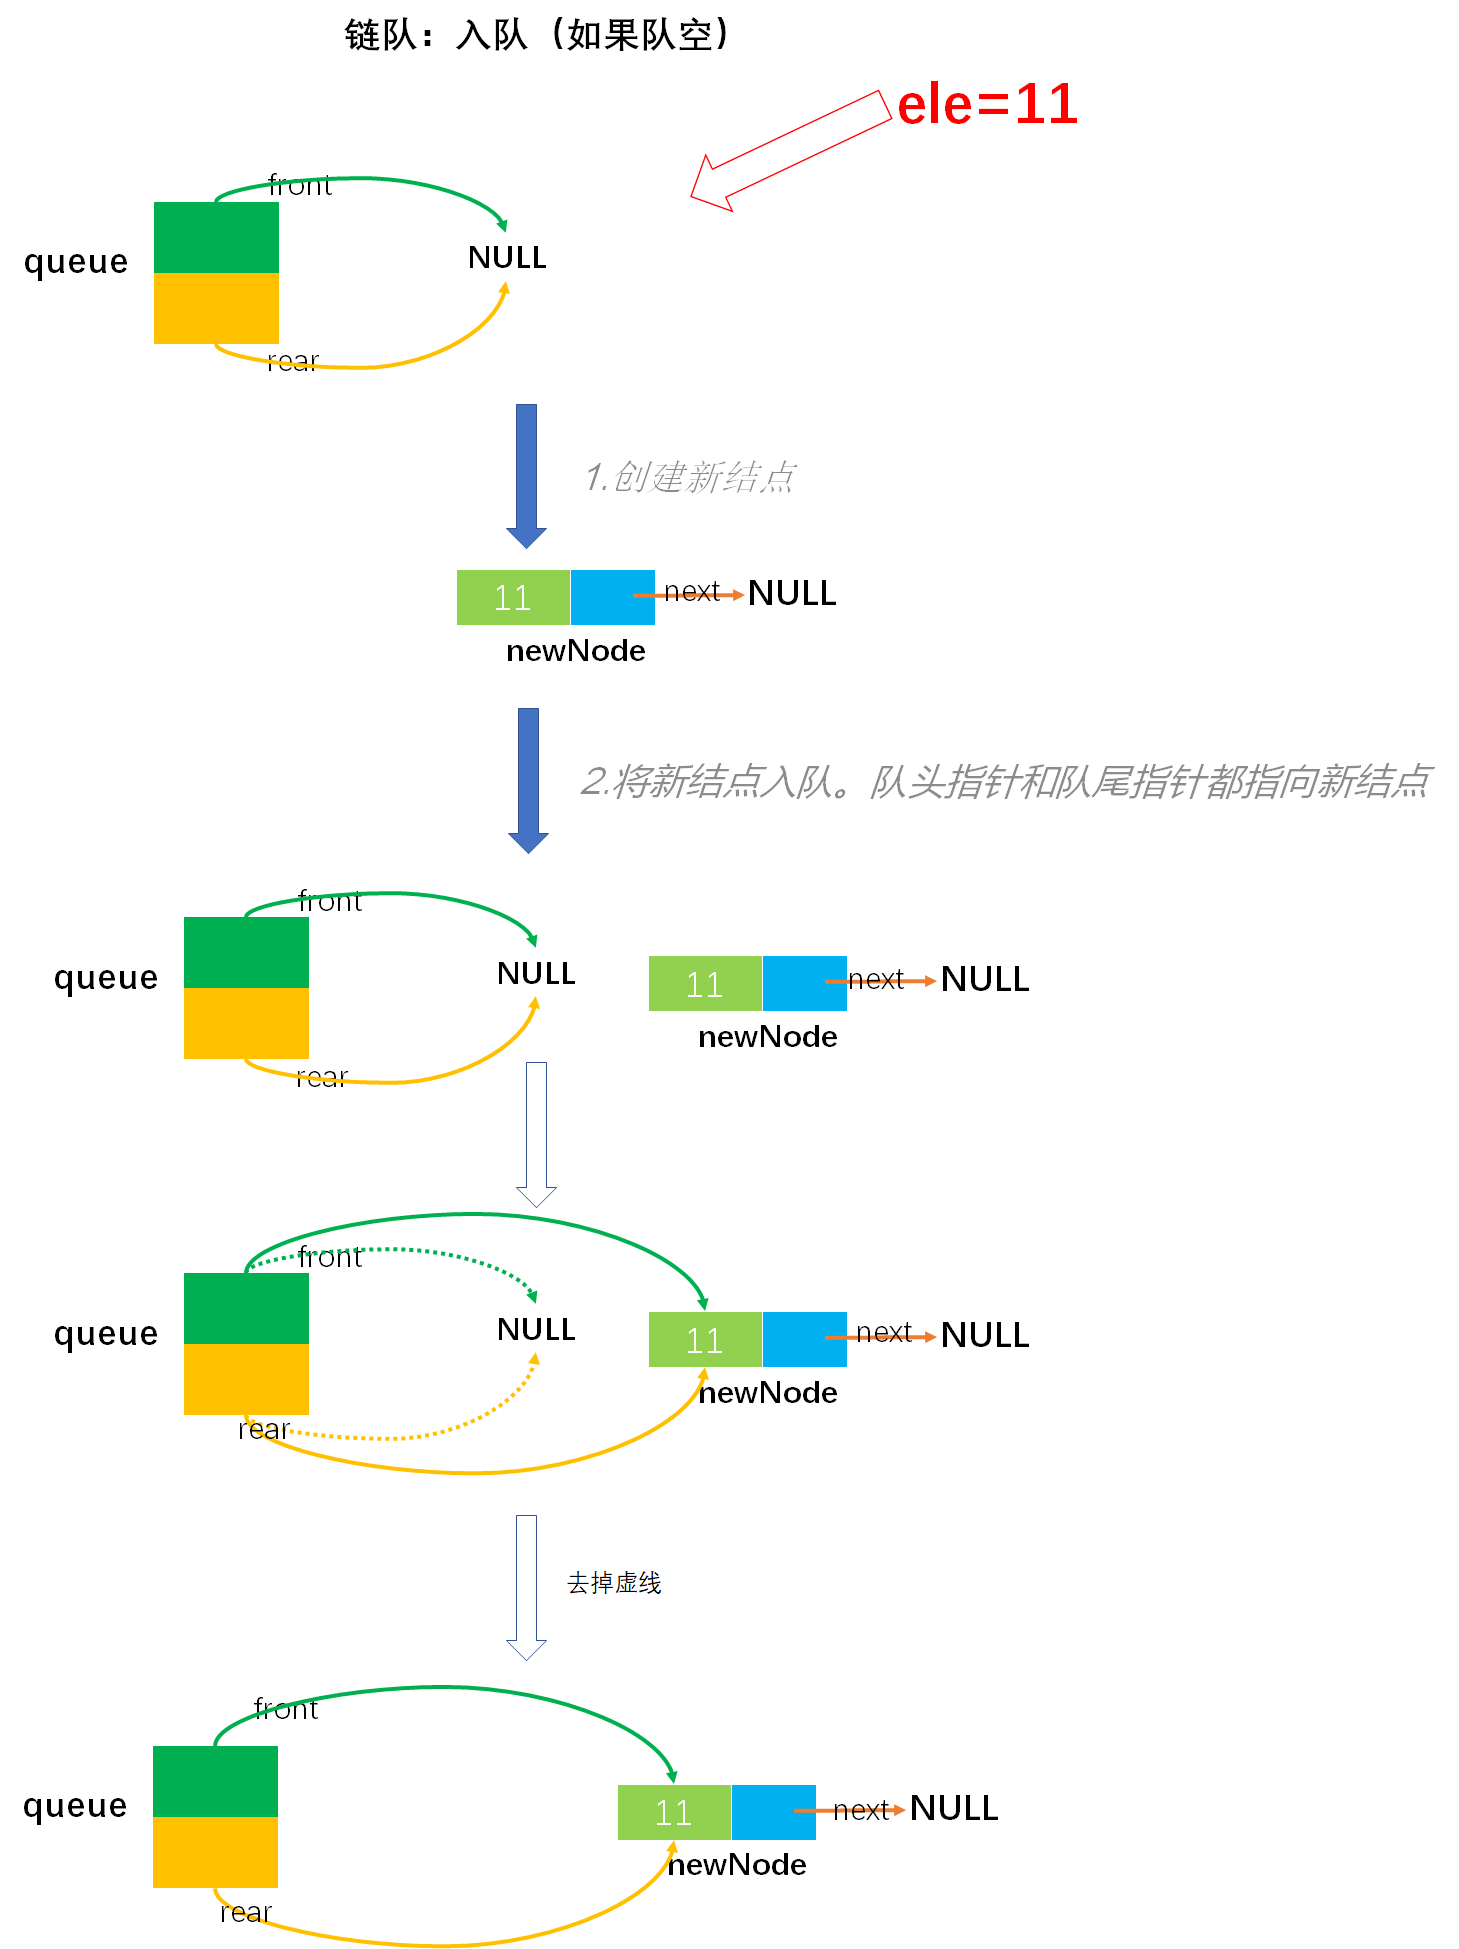 链队：入队（如果队空）
ele=11
front
queue
NULL
rear
1.创建新结点
11
next
NULL
newNode
2.将新结点入队。队头指针和队尾指针都指向新结点
front
queue
NULL
11
next
NULL
newNode
rear
front
queue
NULL
11
next
NULL
newNode
rear
去掉虚线
front
queue
11
next
NULL
newNode
rear